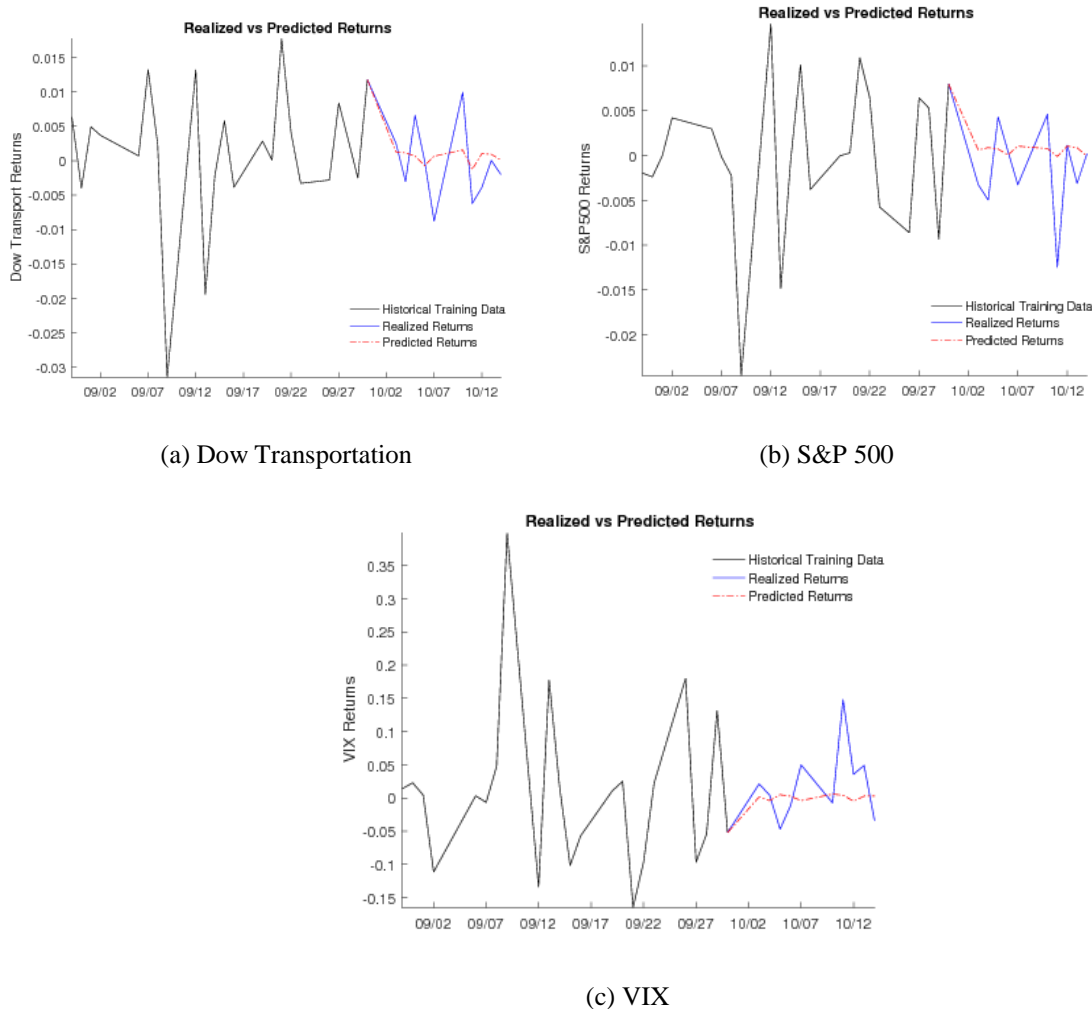 Realized vs Predicted Returns
Dow Transport Returns
0.015
0.01
0.005
0
-0.005
-0.01
-0.015
-0.02
-0.025
-0.03
Historical Training Data
Realized Returns
Predicted Returns
09/02 09/07 09/12 09/17 09/22 09/27 10/02 10/07 10/12
(a) Dow Transportation
Realized vs Predicted Returns
S&P500 Returns
0.01
0.005
0
-0.005
-0.01
-0.015
-0.02
Historical Training Data
Realized Returns
Predicted Returns
09/02 09/07 09/12 09/17 09/22 09/27 10/02 10/07 10/12
(b) S&P 500
Realized vs Predicted Returns
VIX Returns
0.35
0.3
0.25
0.2
0.15
0.1
0.05
0
-0.05
-0.1
-0.15
Historical Training Data
Realized Returns
Predicted Returns
09/02 09/07 09/12 09/17 09/22 09/27 10/02 10/07 10/12
(c) VIX